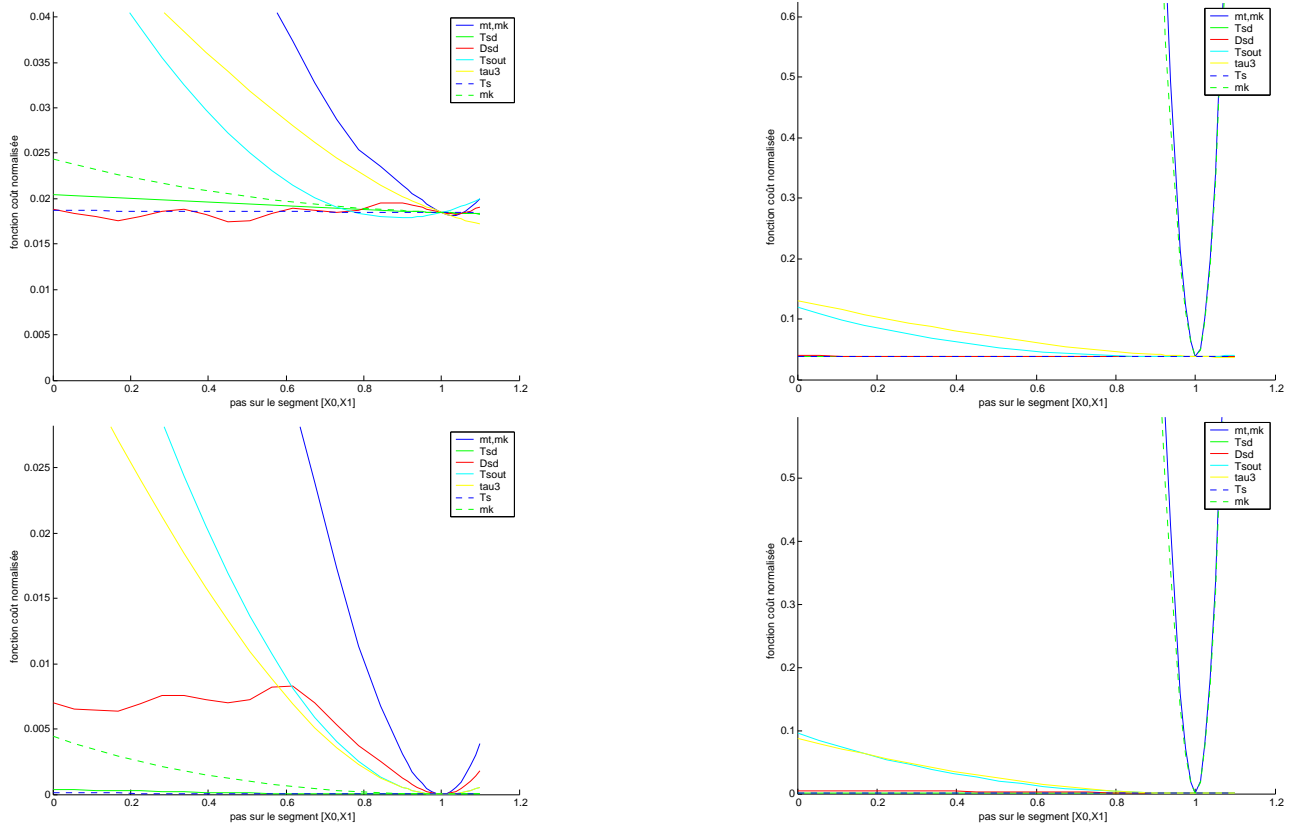 0.04
0.035
0.03
0.025
0.02
0.015
0.01
0.005
0
fonction coût normalisée
0 0.2 0.4 0.6 0.8 1 1.2
pas sur le segment [X0,X1]
mt,mk
Tsd
Dsd
Tsout
tau3
Ts
mk
0.6
0.5
0.4
0.3
0.2
0.1
0
fonction coût normalisée
0 0.2 0.4 0.6 0.8 1 1.2
pas sur le segment [X0,X1]
mt,mk
Tsd
Dsd
Tsout
tau3
Ts
mk
0.025
0.02
0.015
0.01
0.005
0
fonction coût normalisée
0 0.2 0.4 0.6 0.8 1 1.2
pas sur le segment [X0,X1]
mt,mk
Tsd
Dsd
Tsout
tau3
Ts
mk
0.5
0.4
0.3
0.2
0.1
0
fonction coût normalisée
0 0.2 0.4 0.6 0.8 1 1.2
pas sur le segment [X0,X1]
mt,mk
Tsd
Dsd
Tsout
tau3
Ts
mk